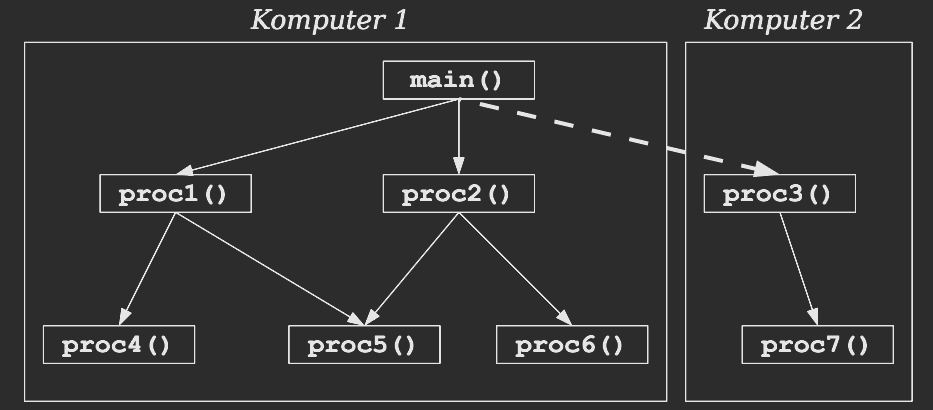 Komputer 1
Komputer 2
main()
proc1()
proc2()
proc3()
proc4()
proc5()
proc6()
proc7()